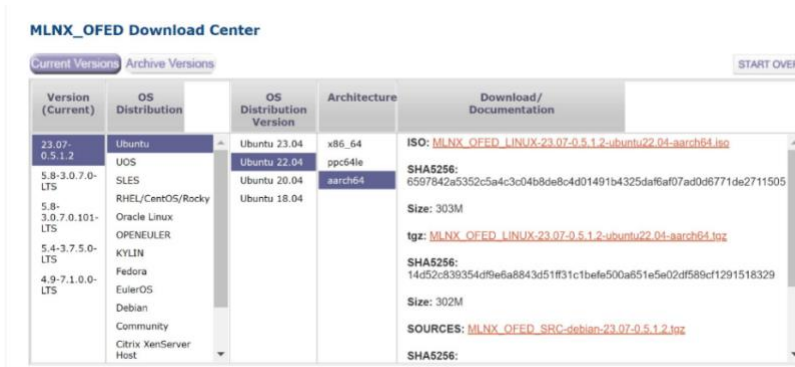 MLNX_OFED Download Center
Current Versions
Archive Versions
START OVER
Version (Current)
OS Distribution
OS Distribution Version
Architecture
Download/ Documentation
23.07-
0.5.1.2
5.8-3.0.7.0-
LTS
5.8-
3.0.7.0.101-
LTS
5.4-3.7.5.0-
LTS
4.9-7.1.0.0-
LTS
Ubuntu
UOS
SLES
RHEL/CentOS/Rocky
Oracle Linux
OPENEULER
KYLIN
Fedora
EulerOS
Debian
Community
Citrix XenServer
Host
Ubuntu 23.04
Ubuntu 22.04
Ubuntu 20.04
Ubuntu 18.04
x86_64
ppc64le
aarch64
ISO: MLNX_OFED_LINUX-23.07-0.5.1.2-ubuntu22.04-aarch64.iso
SHA5256:
6597842a5352c5a4c3c04b8de8c4d01491b4325daf6af07ad0d6771de2711505
Size: 303M
tgz: MLNX_OFED_LINUX-23.07-0.5.1.2-ubuntu22.04-aarch64.tgz
SHA5256:
14d52c839354df9e6a8843d51ff31c1befe500a651e5e02df589cf1291518329
Size: 302M
SOURCES: MLNX_OFED_SRC-debian-23.07-0.5.1.2.tgz
SHA5256: